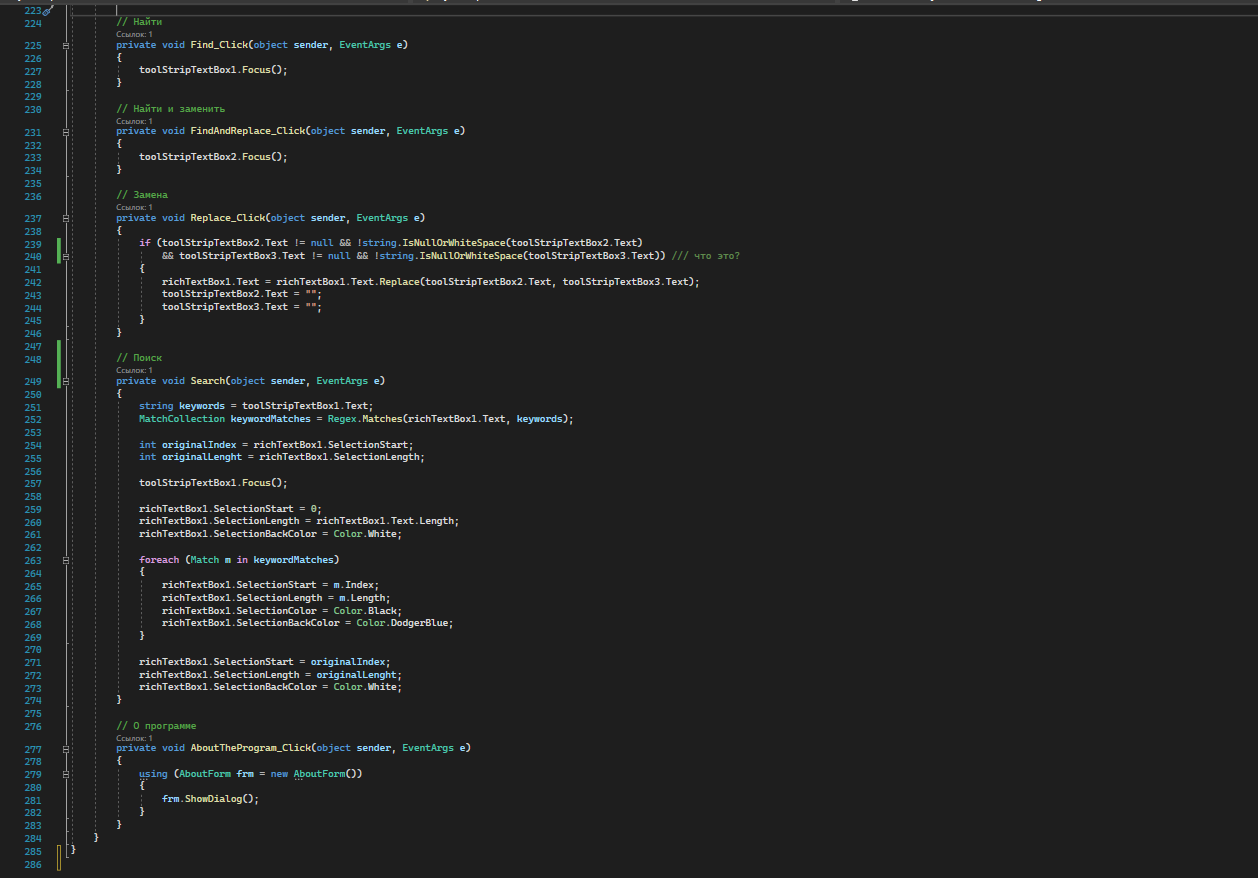 223
224 // Найти
Ссылок: 1
225 private void Find_Click(object sender, EventArgs e)
226 {
227 toolStripTextBox1.Focus();
228 }
229
230 // Найти и заменить
Ссылок: 1
231 private void FindAndReplace_Click(object sender, EventArgs e)
232 {
233 toolStripTextBox2.Focus();
234 }
235
236 // Замена
Ссылок: 1
237 private void Replace_Click(object sender, EventArgs e)
238 {
239 if (toolStripTextBox2.Text != null && !string.IsNullOrWhiteSpace(toolStripTextBox2.Text)
240 && toolStripTextBox3.Text != null && !string.IsNullOrWhiteSpace(toolStripTextBox3.Text)) /// что это?
241 {
242 richTextBox1.Text = richTextBox1.Text.Replace(toolStripTextBox2.Text, toolStripTextBox3.Text);
243 toolStripTextBox2.Text = "";
244 toolStripTextBox3.Text = "";
245 }
246 }
247
248 // Поиск
Ссылок: 1
249 private void Search(object sender, EventArgs e)
250 {
251 string keywords = toolStripTextBox1.Text;
252 MatchCollection keywordMatches = Regex.Matches(richTextBox1.Text, keywords);
253
254 int originalIndex = richTextBox1.SelectionStart;
255 int originalLenght = richTextBox1.SelectionLength;
256
257 toolStripTextBox1.Focus();
258
259 richTextBox1.SelectionStart = 0;
260 richTextBox1.SelectionLength = richTextBox1.Text.Length;
261 richTextBox1.SelectionBackColor = Color.White;
262
263 foreach (Match m in keywordMatches)
264 {
265 richTextBox1.SelectionStart = m.Index;
266 richTextBox1.SelectionLength = m.Length;
267 richTextBox1.SelectionColor = Color.Black;
268 richTextBox1.SelectionBackColor = Color.DodgerBlue;
269 }
270
271 richTextBox1.SelectionStart = originalIndex;
272 richTextBox1.SelectionLength = originalLenght;
273 richTextBox1.SelectionBackColor = Color.White;
274 }
275
276 // О программе
Ссылок: 1
277 private void AboutTheProgram_Click(object sender, EventArgs e)
278 {
279 using (AboutForm frm = new AboutForm())
280 {
281 frm.ShowDialog();
282 }
283 }
284 }
285 }
286